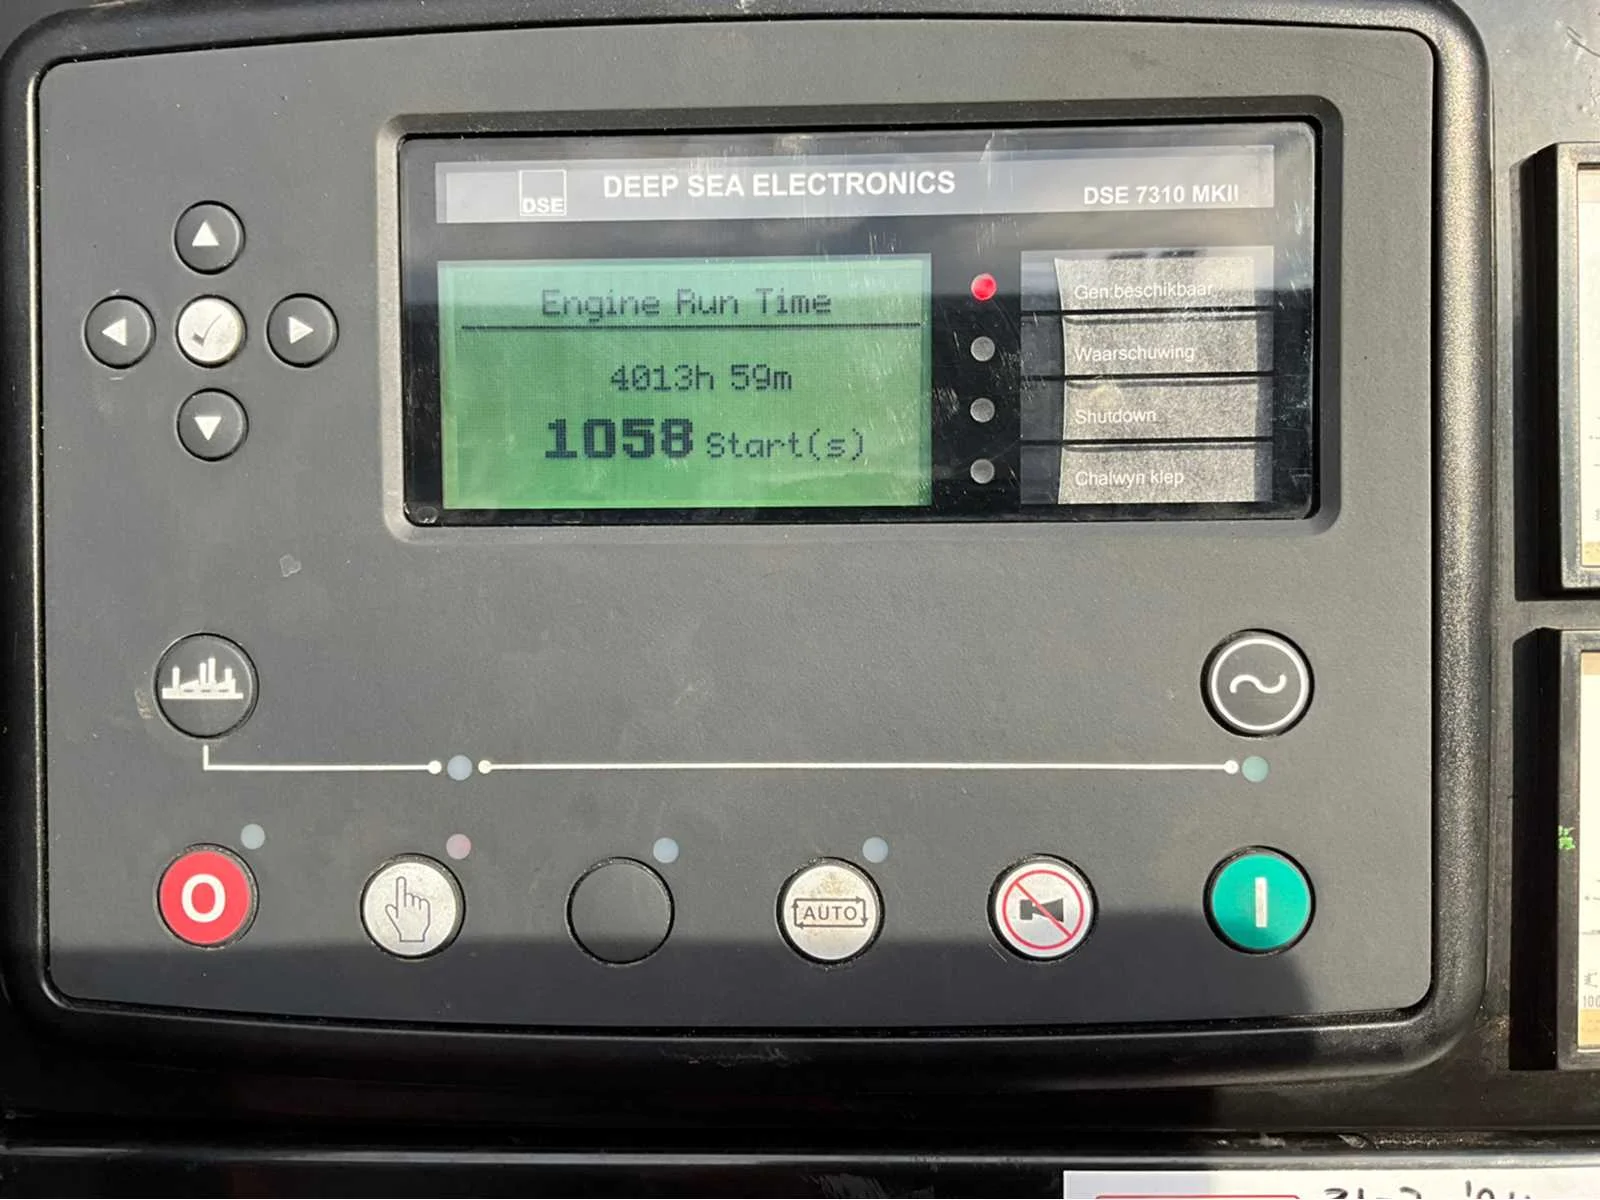 DSE
DEEP SEA ELECTRONICS
DSE 7310 MKII
Engine Run Time
4013h 59m
1058 Start(s)
Gen.beschikbaar
Waarschuwing
Shutdown
Chalwyn klep
O
AUTO
I
100